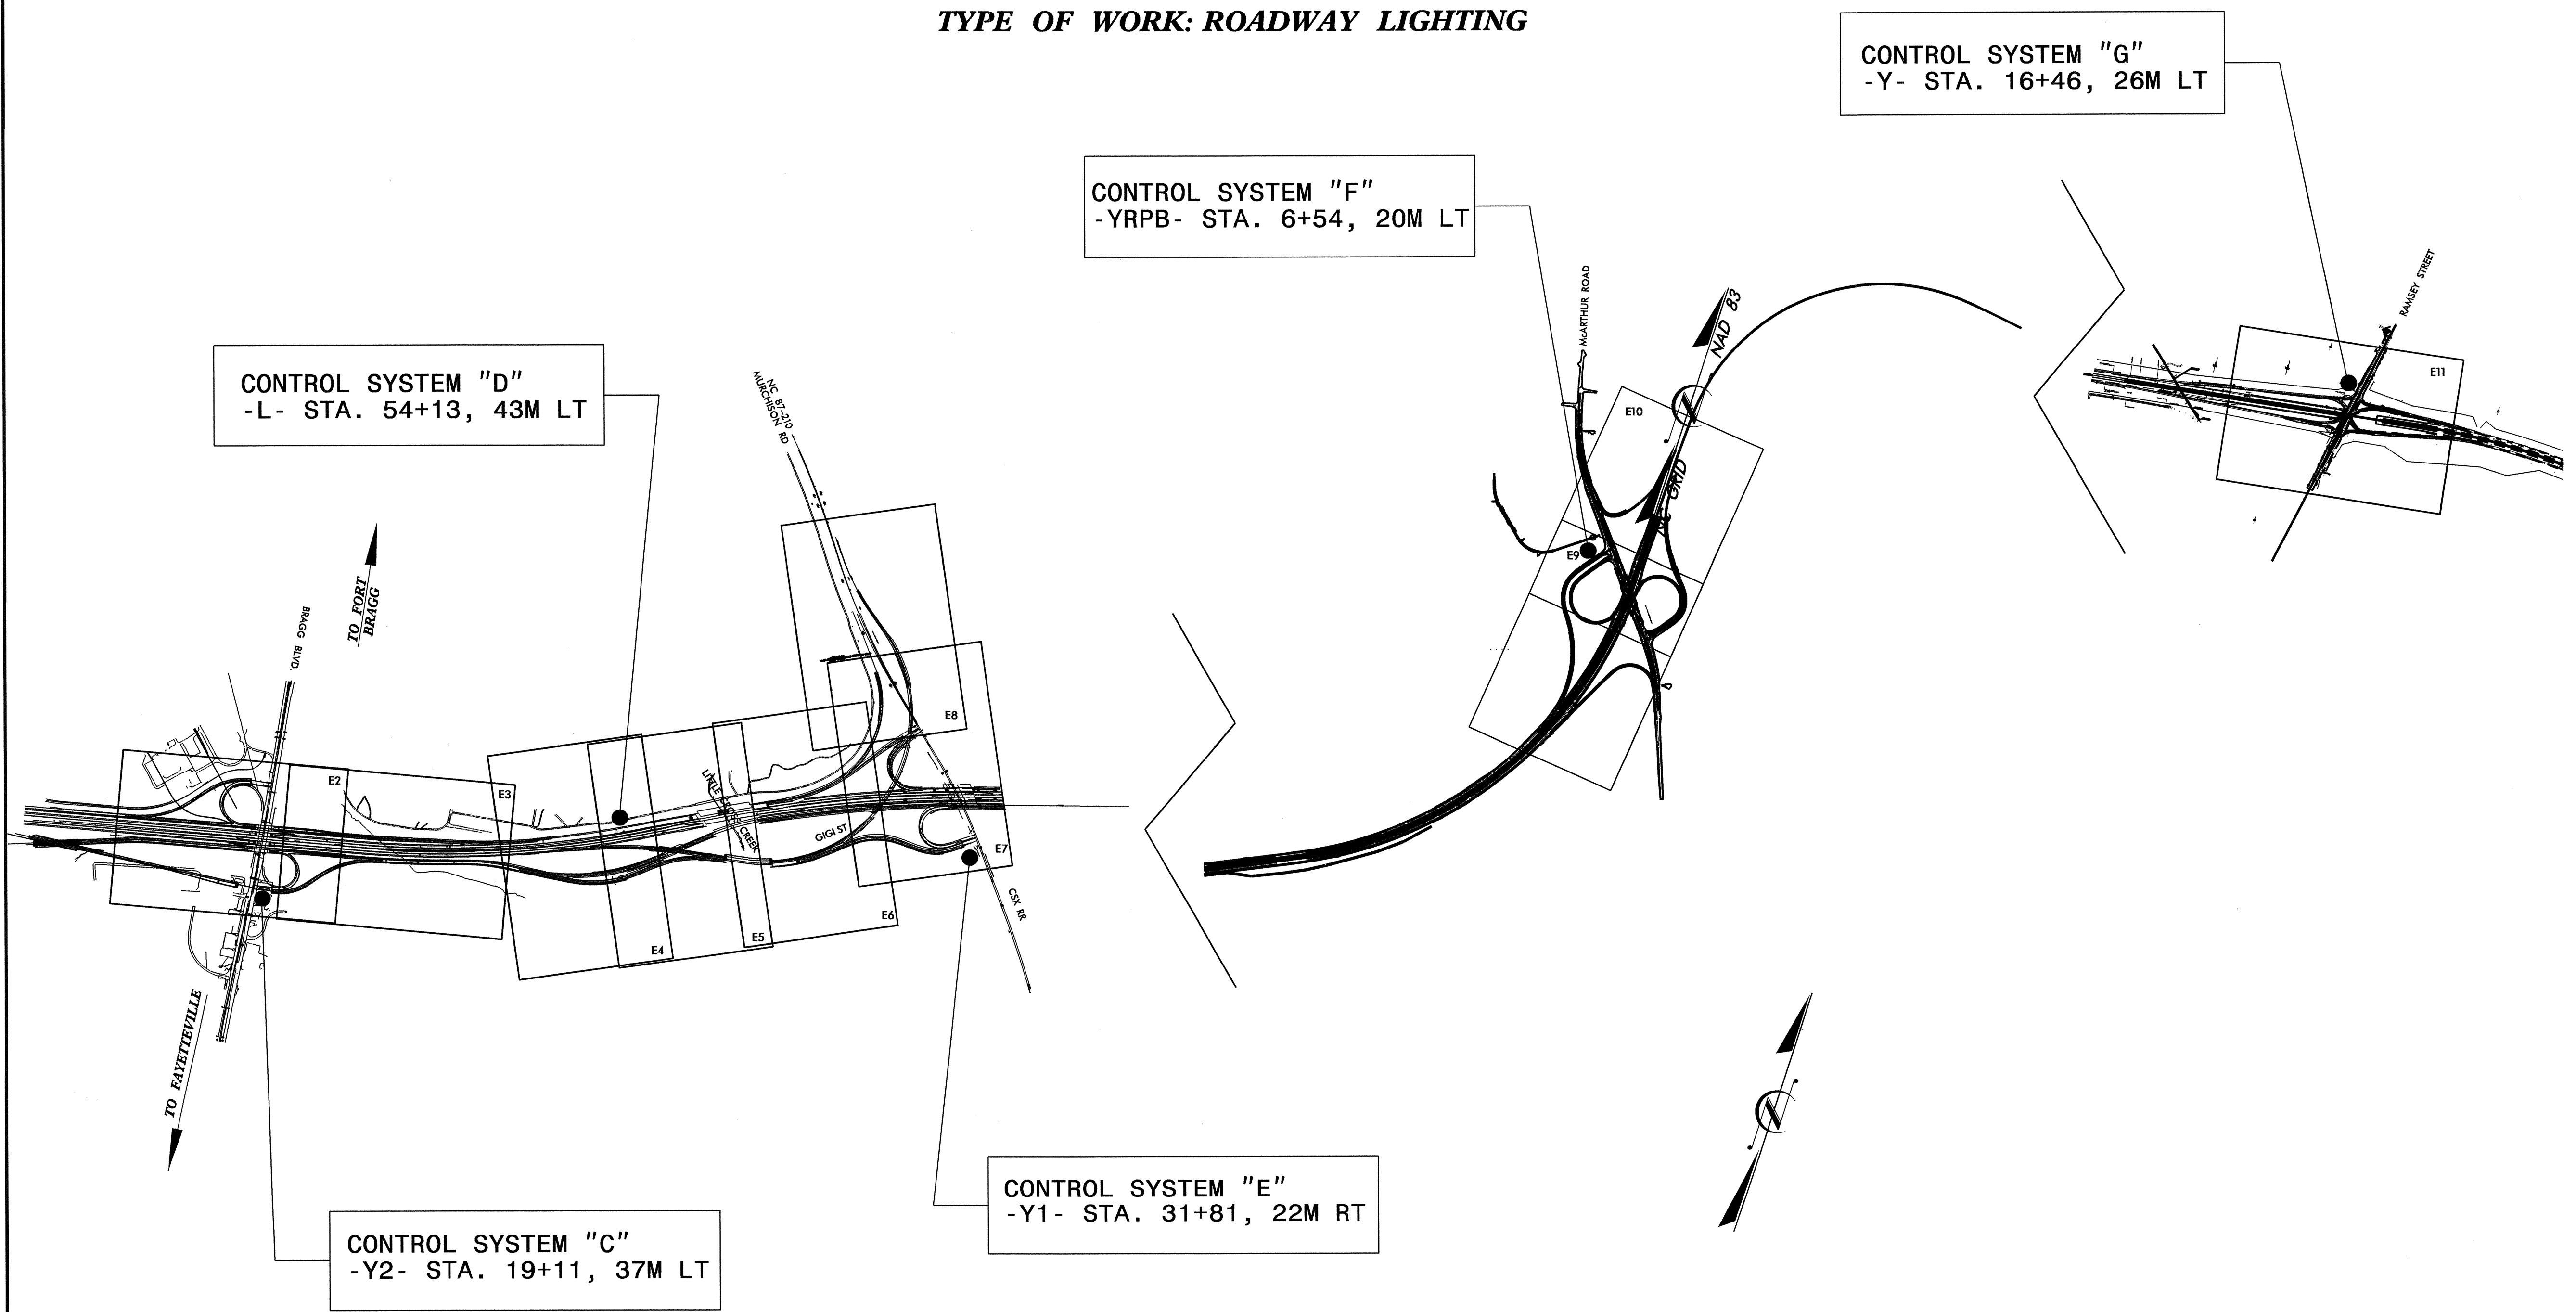 TYPE OF WORK: ROADWAY LIGHTING
CONTROL SYSTEM "G"
-Y- STA. 16+46, 26M LT
CONTROL SYSTEM "F"
-YRPB- STA. 6+54, 20M LT
CONTROL SYSTEM "D"
-L- STA. 54+13, 43M LT
NC 87-210
MURCHISON RD
McARTHUR ROAD
NAD 83
NC GRID
RAMSEY STREET
E11
E10
E9
TO FORT
BRAGG
BRAGG BLVD.
E2
E3
E4
E5
E6
E7
E8
LITTLE CROSS CREEK
GIGI ST
CSX RR
TO FAYETTEVILLE
N
CONTROL SYSTEM "E"
-Y1- STA. 31+81, 22M RT
CONTROL SYSTEM "C"
-Y2- STA. 19+11, 37M LT